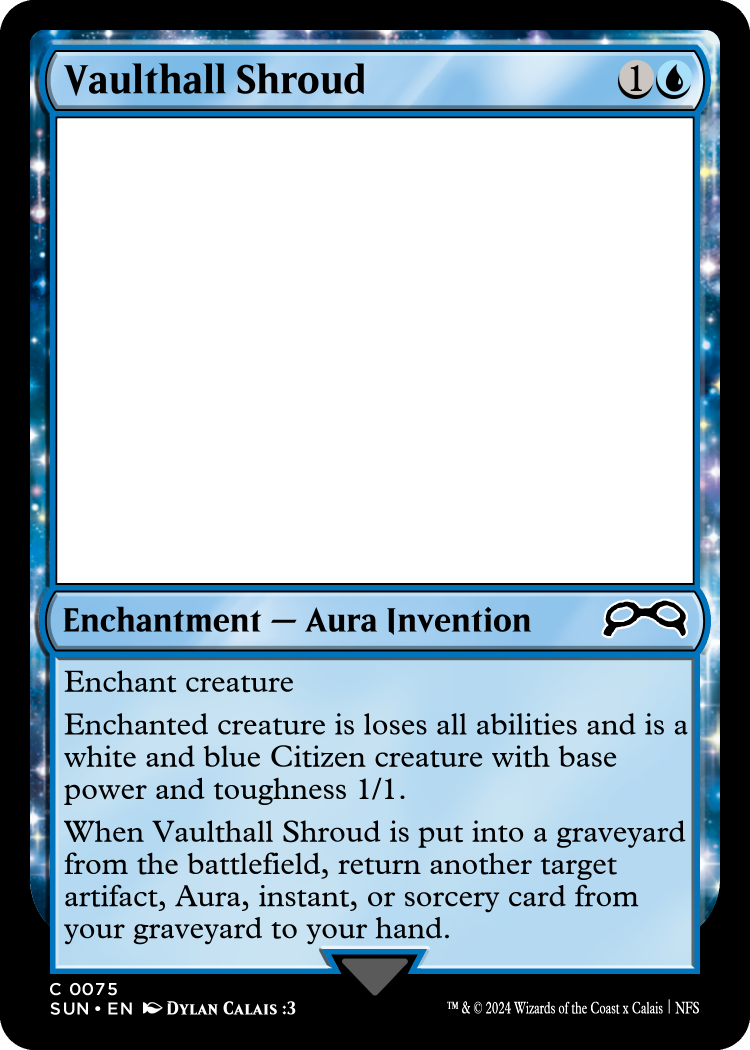 Vaulthall Shroud 1
Enchantment — Aura Invention
Enchant creature
Enchanted creature is loses all abilities and is a
white and blue Citizen creature with base
power and toughness 1/1.
When Vaulthall Shroud is put into a graveyard
from the battlefield, return another target
artifact, Aura, instant, or sorcery card from
your graveyard to your hand.
C 0075
SUN • EN Dylan Calais :3
™ & © 2024 Wizards of the Coast x Calais | NFS